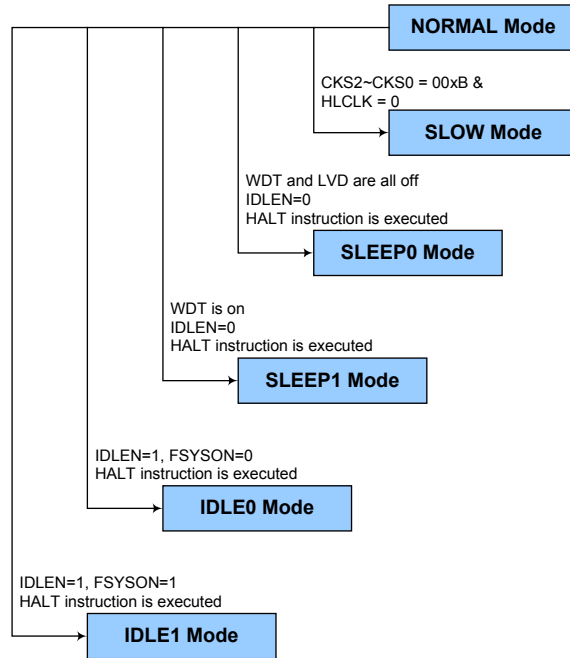 NORMAL Mode
CKS2~CKS0 = 00xB &
HLCLK = 0
SLOW Mode
WDT and LVD are all off
IDLEN=0
HALT instruction is executed
SLEEP0 Mode
WDT is on
IDLEN=0
HALT instruction is executed
SLEEP1 Mode
IDLEN=1, FSYSON=0
HALT instruction is executed
IDLE0 Mode
IDLEN=1, FSYSON=1
HALT instruction is executed
IDLE1 Mode